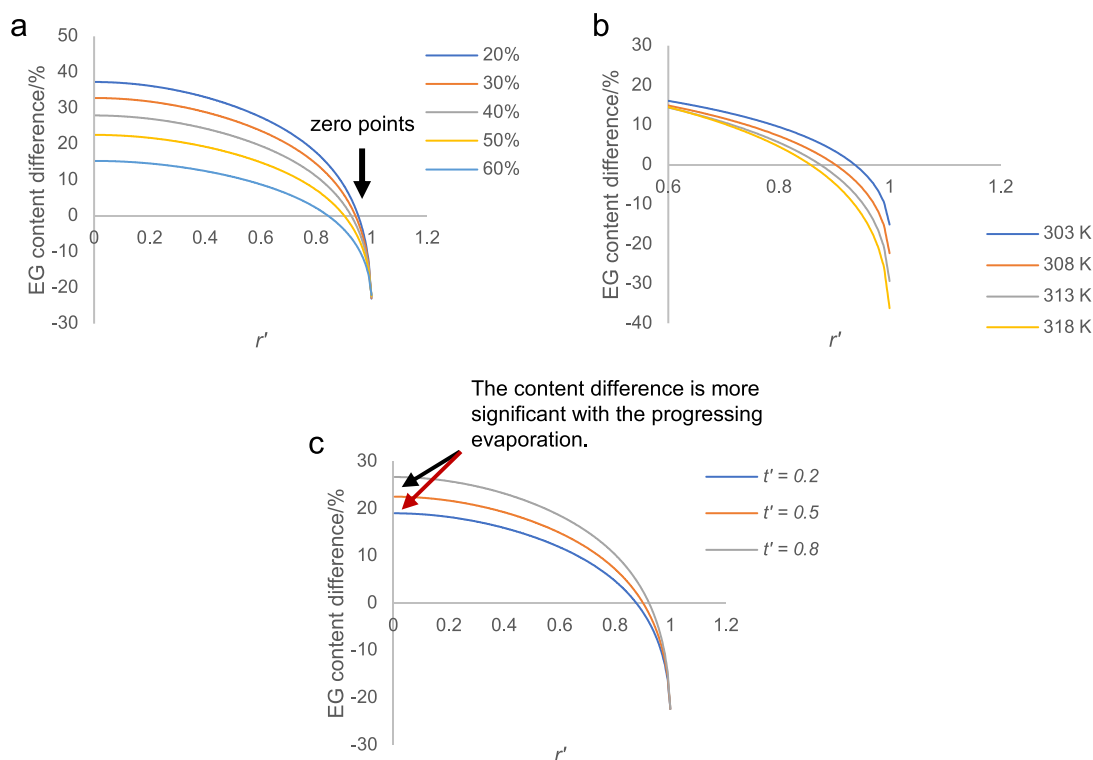 a
50
40
30
20
10
0
-10
-20
-30
0
0.2
0.4
0.6
0.8
1
1.2
EG content difference/%
r'
zero points
20%
30%
40%
50%
60%
b
30
20
10
0
-10
-20
-30
-40
0.6
0.8
1
1.2
EG content difference/%
r'
303 K
308 K
313 K
318 K
The content difference is more
significant with the progressing
evaporation.
c
30
20
10
0
-10
-20
-30
0
0.2
0.4
0.6
0.8
1
1.2
EG content difference/%
r'
t' = 0.2
t' = 0.5
t' = 0.8